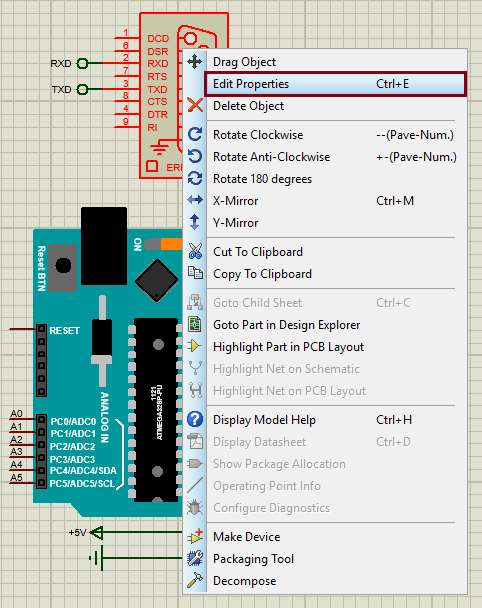 1 DCD
6 DSR
RXD 2 RXD
7 RTS
TXD 3 TXD
8 CTS
4 DTR
9 RI
ER
Drag Object
Edit Properties Ctrl+E
Delete Object
Rotate Clockwise --(Pave-Num.)
Rotate Anti-Clockwise +-(Pave-Num.)
Rotate 180 degrees
X-Mirror Ctrl+M
Y-Mirror
Cut To Clipboard
Copy To Clipboard
Goto Child Sheet Ctrl+C
Goto Part in Design Explorer
Highlight Part in PCB Layout
Highlight Net on Schematic
Highlight Net on PCB Layout
Display Model Help Ctrl+H
Display Datasheet Ctrl+D
Show Package Allocation
Operating Point Info
Configure Diagnostics
Make Device
Packaging Tool
Decompose
Reset BTN
ON
RESET
1121
ATMEGA328P-PU
ANALOG IN
A0 PC0/ADC0
A1 PC1/ADC1
A2 PC2/ADC2
A3 PC3/ADC3
A4 PC4/ADC4/SDA
A5 PC5/ADC5/SCL
+5V